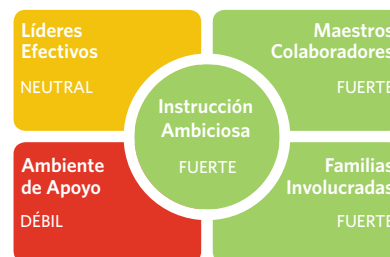 Líderes
Efectivos
NEUTRAL
Maestros
Colaboradores
FUERTE
Instrucción
Ambiciosa
FUERTE
Ambiente
de Apoyo
DÉBIL
Familias
Involucradas
FUERTE